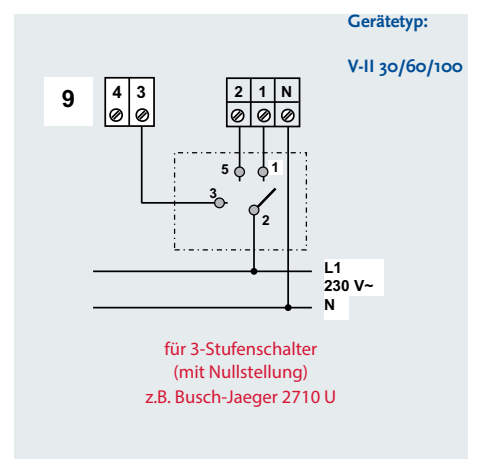 Gerätetyp:
V-II 30/60/100
9
4 3
2 1 N
5 1
3
2
L1
230 V~
N
für 3-Stufenschalter
(mit Nullstellung)
z.B. Busch-Jaeger 2710 U